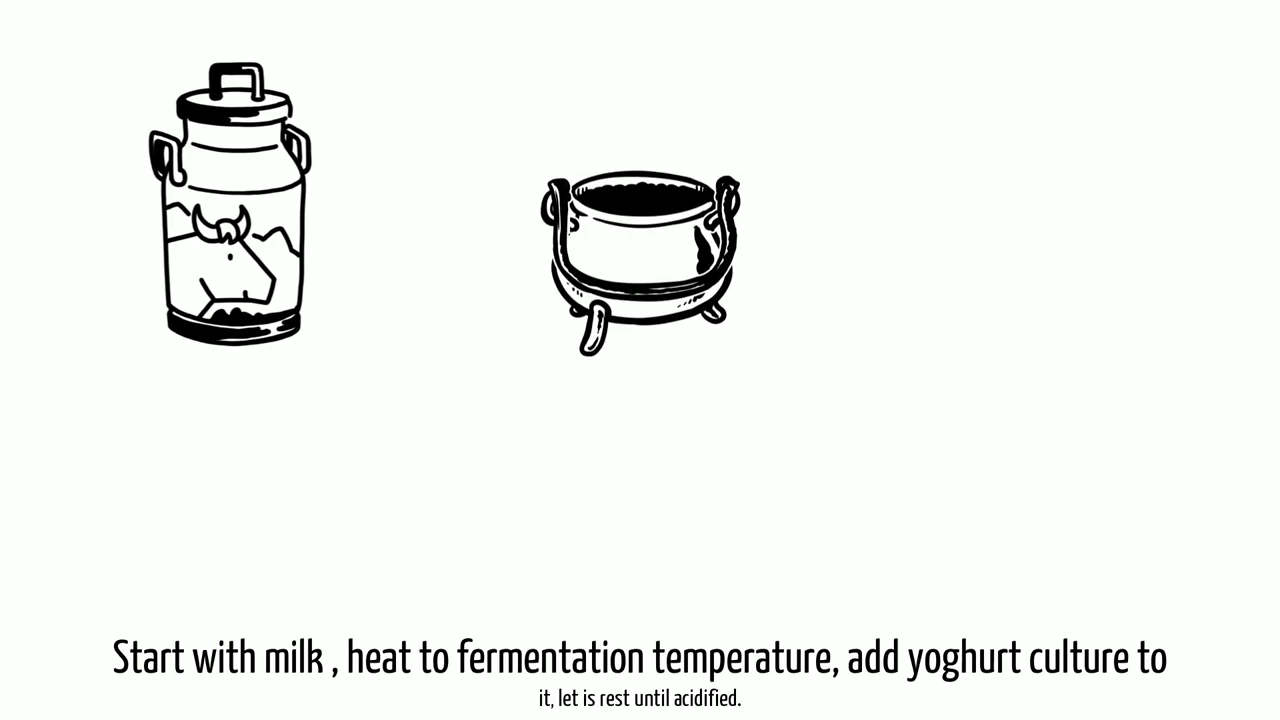 Start with milk , heat to fermentation temperature, add yoghurt culture to
it, let is rest until acidified.